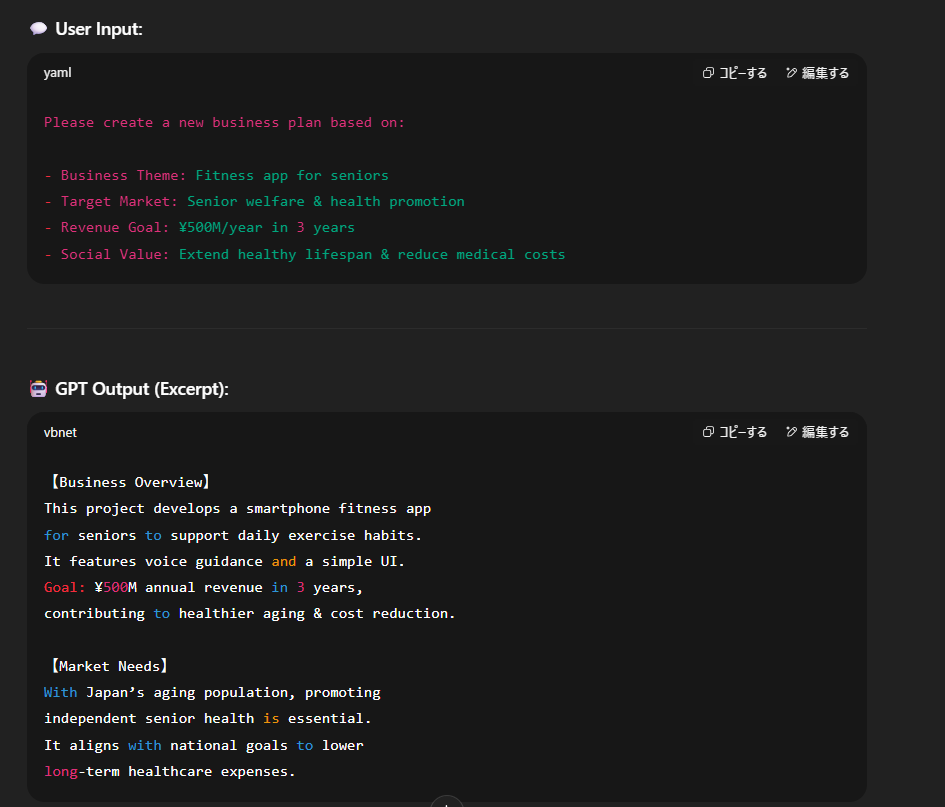 💬 User Input:
yaml
コピーする 編集する
Please create a new business plan based on:
- Business Theme: Fitness app for seniors
- Target Market: Senior welfare & health promotion
- Revenue Goal: ¥500M/year in 3 years
- Social Value: Extend healthy lifespan & reduce medical costs
🤖 GPT Output (Excerpt):
vbnet
コピーする 編集する
【Business Overview】
This project develops a smartphone fitness app
for seniors to support daily exercise habits.
It features voice guidance and a simple UI.
Goal: ¥500M annual revenue in 3 years,
contributing to healthier aging & cost reduction.
【Market Needs】
With Japan’s aging population, promoting
independent senior health is essential.
It aligns with national goals to lower
long-term healthcare expenses.